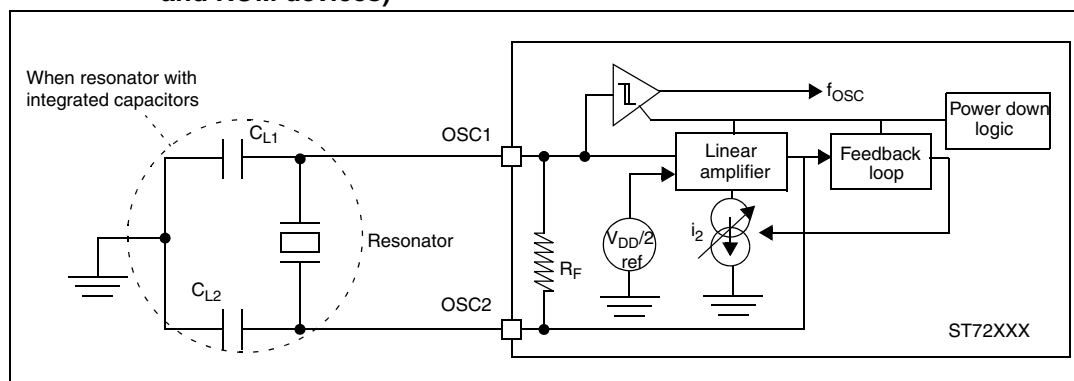 and ROM devices)
When resonator with
integrated capacitors
CL1
OSC1
fOSC
Power down
logic
Linear
amplifier
Feedback
loop
Resonator
VDD/2
ref
i2
RF
CL2
OSC2
ST72XXX